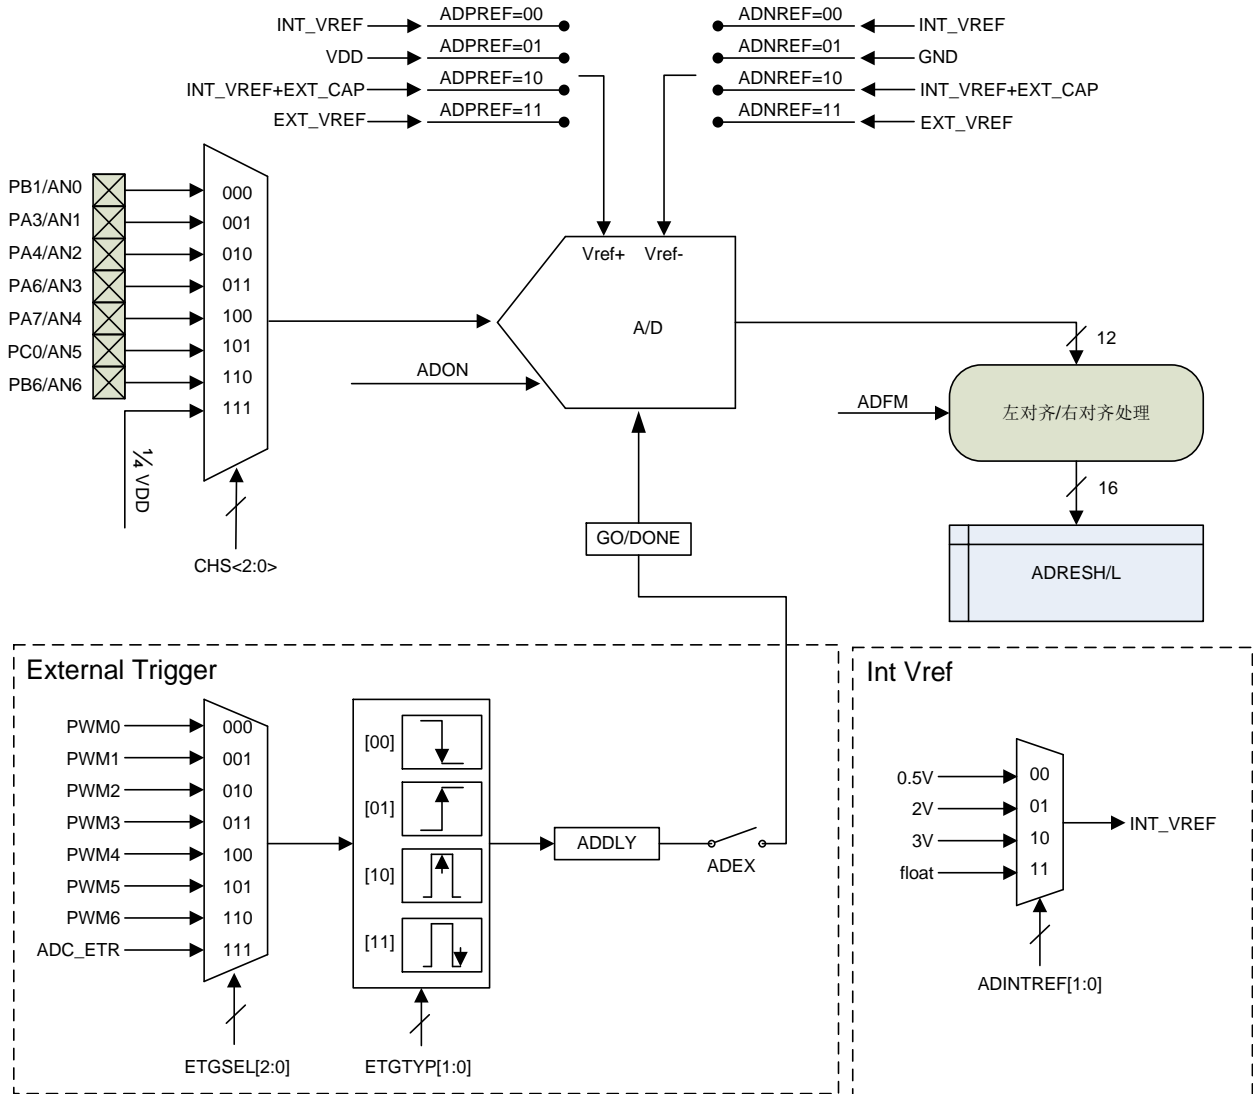 INT_VREF ADPREF=00 ADNREF=00 INT_VREF
VDD ADPREF=01 ADNREF=01 GND
INT_VREF+EXT_CAP ADPREF=10 ADNREF=10 INT_VREF+EXT_CAP
EXT_VREF ADPREF=11 ADNREF=11 EXT_VREF
PB1/AN0 000
PA3/AN1 001
PA4/AN2 010
PA6/AN3 011
PA7/AN4 100
PC0/AN5 101
PB6/AN6 110
111
¼ VDD
CHS<2:0>
Vref+ Vref-
A/D
ADON
GO/DONE
12
ADFM
左对齐/右对齐处理
16
ADRESH/L
External Trigger
PWM0 000
PWM1 001
PWM2 010
PWM3 011
PWM4 100
PWM5 101
PWM6 110
ADC_ETR 111
ETGSEL[2:0]
[00]
[01]
[10]
[11]
ETGTYP[1:0]
ADDLY
ADEX
Int Vref
0.5V 00
2V 01
3V 10
float 11
INT_VREF
ADINTREF[1:0]